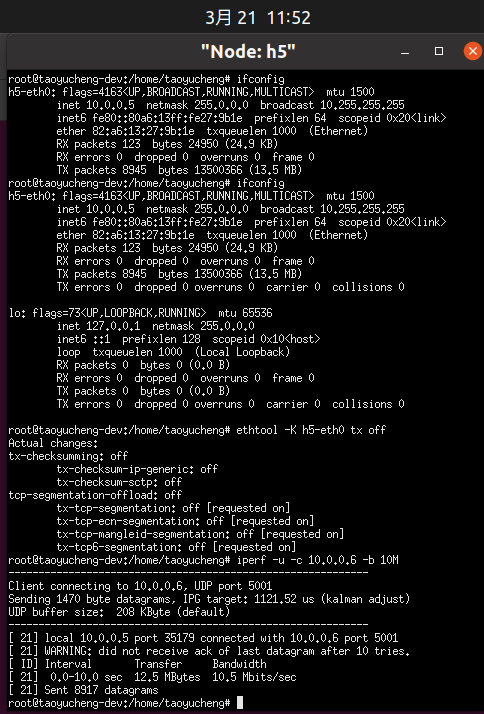 3月 21 11:52
"Node: h5"
root@taoyucheng-dev:/home/taoyucheng# ifconfig
h5-eth0: flags=4163<UP,BROADCAST,RUNNING,MULTICAST>  mtu 1500
        inet 10.0.0.5  netmask 255.0.0.0  broadcast 10.255.255.255
        inet6 fe80::80a6:13ff:fe27:9b1e  prefixlen 64  scopeid 0x20<link>
        ether 82:a6:13:27:9b:1e  txqueuelen 1000  (Ethernet)
        RX packets 123  bytes 24950 (24.9 KB)
        RX errors 0  dropped 0  overruns 0  frame 0
        TX packets 8945  bytes 13500366 (13.5 MB)
root@taoyucheng-dev:/home/taoyucheng# ifconfig
h5-eth0: flags=4163<UP,BROADCAST,RUNNING,MULTICAST>  mtu 1500
        inet 10.0.0.5  netmask 255.0.0.0  broadcast 10.255.255.255
        inet6 fe80::80a6:13ff:fe27:9b1e  prefixlen 64  scopeid 0x20<link>
        ether 82:a6:13:27:9b:1e  txqueuelen 1000  (Ethernet)
        RX packets 123  bytes 24950 (24.9 KB)
        RX errors 0  dropped 0  overruns 0  frame 0
        TX packets 8945  bytes 13500366 (13.5 MB)
        TX errors 0  dropped 0 overruns 0  carrier 0  collisions 0

lo: flags=73<UP,LOOPBACK,RUNNING>  mtu 65536
        inet 127.0.0.1  netmask 255.0.0.0
        inet6 ::1  prefixlen 128  scopeid 0x10<host>
        loop  txqueuelen 1000  (Local Loopback)
        RX packets 0  bytes 0 (0.0 B)
        RX errors 0  dropped 0  overruns 0  frame 0
        TX packets 0  bytes 0 (0.0 B)
        TX errors 0  dropped 0 overruns 0  carrier 0  collisions 0

root@taoyucheng-dev:/home/taoyucheng# ethtool -K h5-eth0 tx off
Actual changes:
tx-checksumming: off
        tx-checksum-ip-generic: off
        tx-checksum-sctp: off
tcp-segmentation-offload: off
        tx-tcp-segmentation: off [requested on]
        tx-tcp-ecn-segmentation: off [requested on]
        tx-tcp-mangleid-segmentation: off [requested on]
        tx-tcp6-segmentation: off [requested on]
root@taoyucheng-dev:/home/taoyucheng# iperf -u -c 10.0.0.6 -b 10M
------------------------------------------------------------
Client connecting to 10.0.0.6, UDP port 5001
Sending 1470 byte datagrams, IPG target: 1121.52 us (kalman adjust)
UDP buffer size:  208 KByte (default)
------------------------------------------------------------
[ 21] local 10.0.0.5 port 35179 connected with 10.0.0.6 port 5001
[ 21] WARNING: did not receive ack of last datagram after 10 tries.
[ ID] Interval       Transfer     Bandwidth
[ 21]  0.0-10.0 sec  12.5 MBytes  10.5 Mbits/sec
[ 21] Sent 8917 datagrams
root@taoyucheng-dev:/home/taoyucheng#